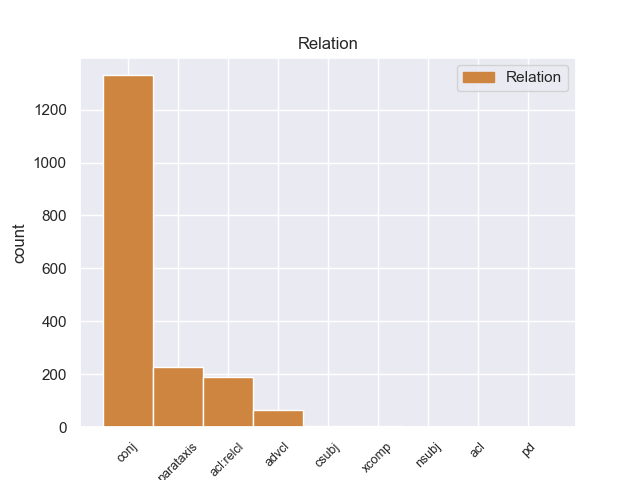 Relation
Relation
count
1200
1000
800
600
400
200
0
conj
parataxis
acl:relcl
advcl
csubj
xcomp
nsubj
acl
pd